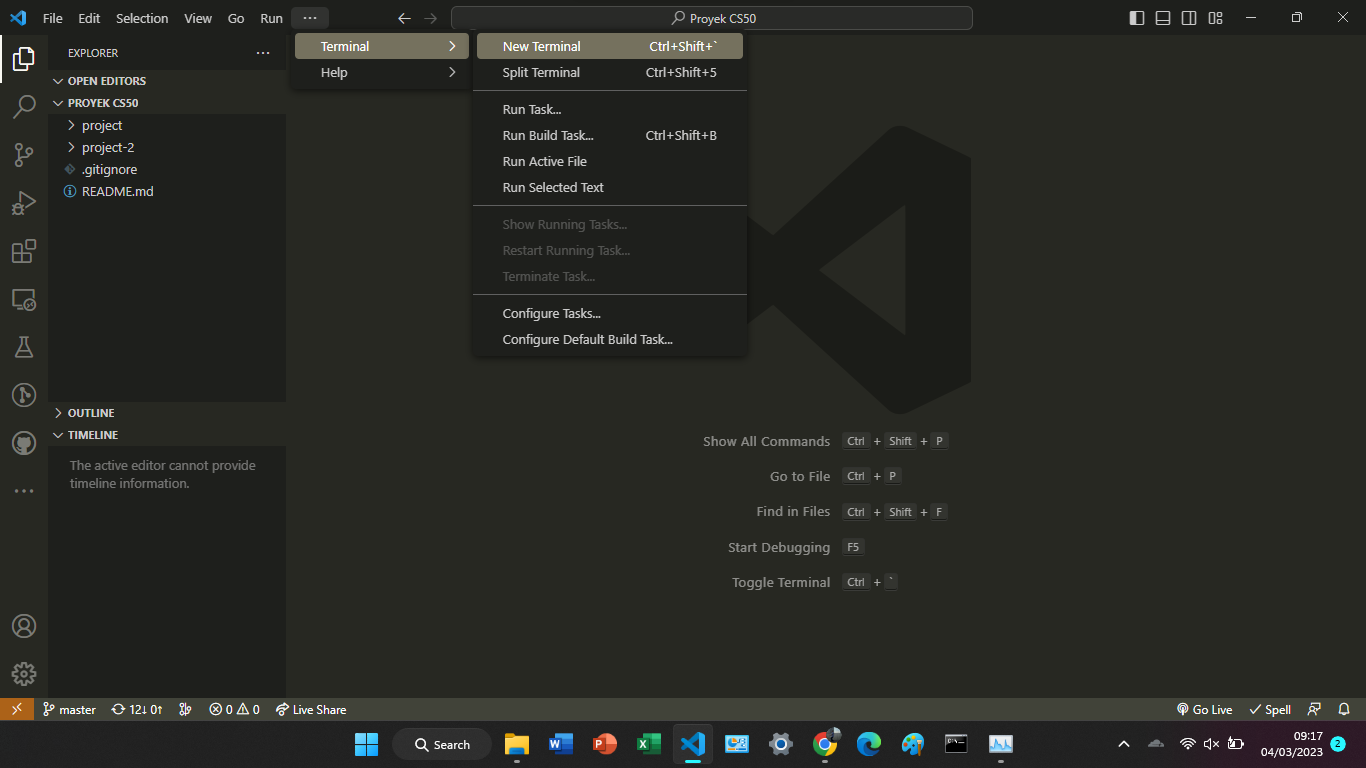 File Edit Selection View Go Run ···
Proyek CS50
EXPLORER
OPEN EDITORS
PROYEK CS50
project
project-2
.gitignore
README.md
OUTLINE
TIMELINE
The active editor cannot provide
timeline information.
Terminal
Help
New Terminal Ctrl+Shift+`
Split Terminal Ctrl+Shift+5
Run Task...
Run Build Task... Ctrl+Shift+B
Run Active File
Run Selected Text
Show Running Tasks...
Restart Running Task...
Terminate Task...
Configure Tasks...
Configure Default Build Task...
Show All Commands Ctrl + Shift + P
Go to File Ctrl + P
Find in Files Ctrl + Shift + F
Start Debugging F5
Toggle Terminal Ctrl + `
master 12↓ 0↑ 0 0 Live Share Go Live Spell
Search
09:17
04/03/2023 2